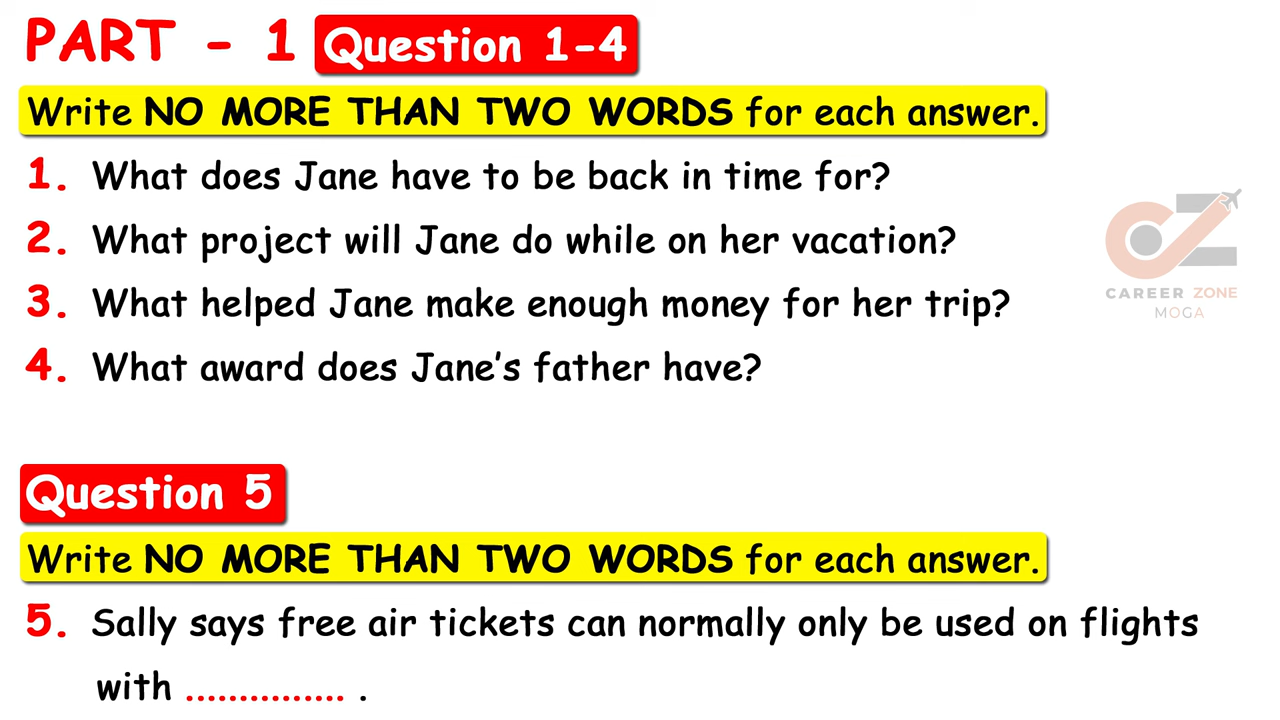 PART - 1 Question 1-4
Write NO MORE THAN TWO WORDS for each answer.
1. What does Jane have to be back in time for?
2. What project will Jane do while on her vacation?
3. What helped Jane make enough money for her trip?
4. What award does Jane's father have?
CZ
CAREER ZONE
MOGA
Question 5
Write NO MORE THAN TWO WORDS for each answer.
5. Sally says free air tickets can normally only be used on flights
with ............... .